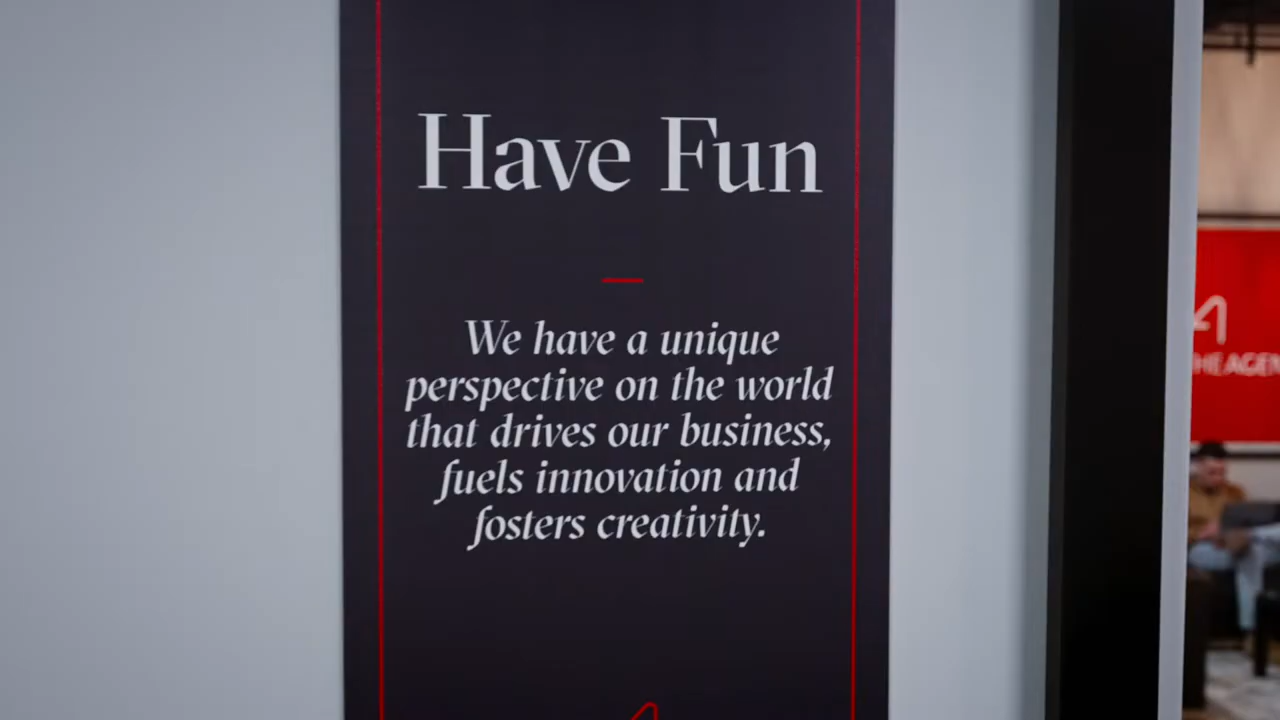 Have Fun
We have a unique
perspective on the world
that drives our business,
fuels innovation and
fosters creativity.